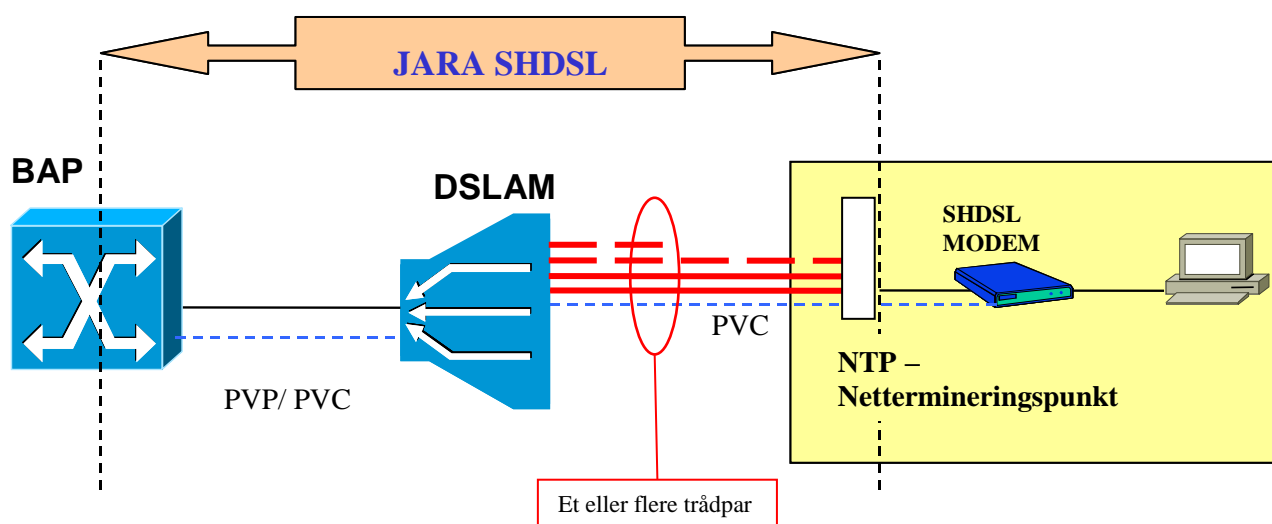 JARA SHDSL
BAP
DSLAM
SHDSL
MODEM
PVC
PVP/ PVC
NTP –
Nettermineringspunkt
Et eller flere trådpar